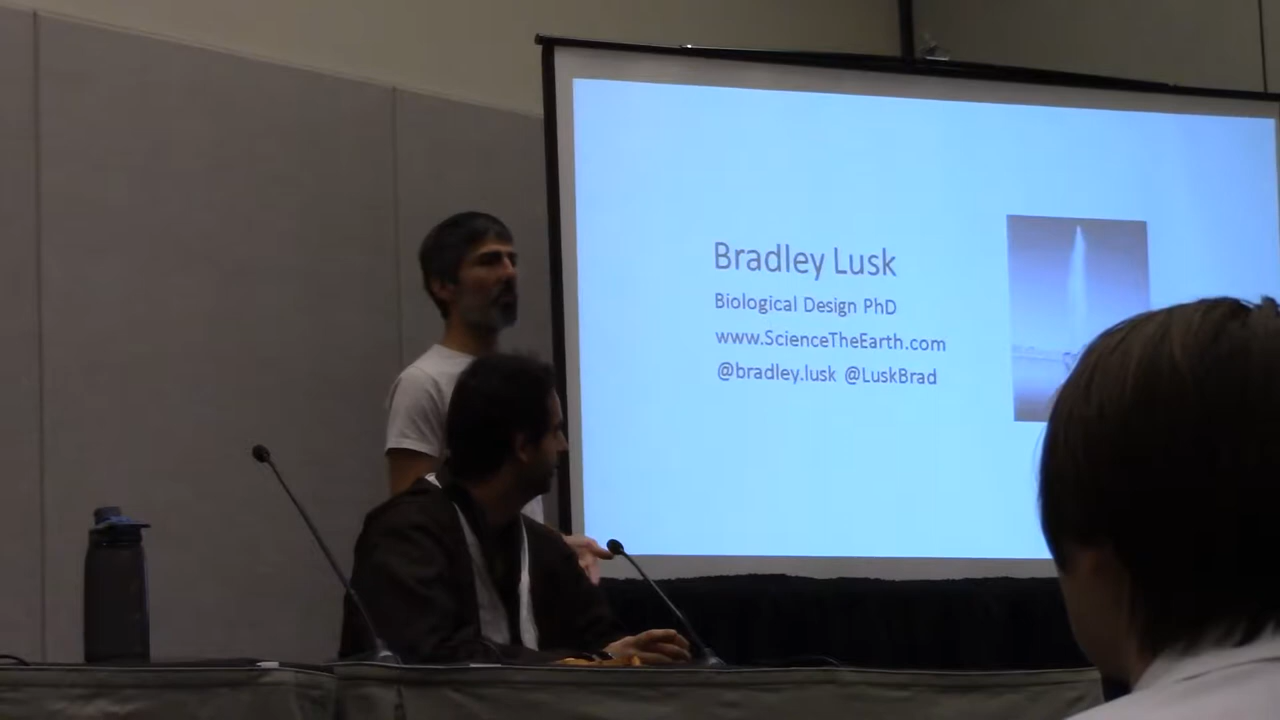 Bradley Lusk
Biological Design PhD
www.ScienceTheEarth.com
@bradley.lusk @LuskBrad